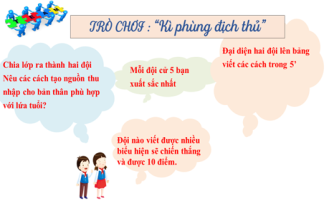 TRÒ CHƠI : “Kì phùng địch thủ”
Chia lớp ra thành hai đội
Nêu các cách tạo nguồn thu
nhập cho bản thân phù hợp
với lứa tuổi?
Mỗi đội cử 5 bạn
xuất sắc nhất
Đại diện hai đội lên bảng
viết các cách trong 5'
Đội nào viết được nhiều
biểu hiện sẽ chiến thắng
và được 10 điểm.